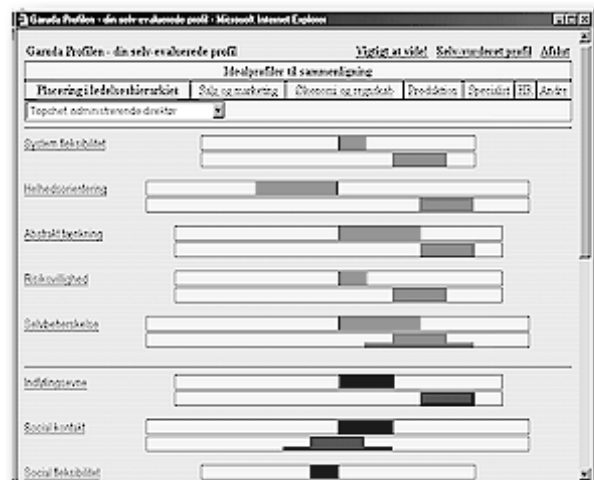 Garuda Profilen - din selv-evaluerede profil - Microsoft Internet Explorer
Garuda Profilen - din selv-evaluerede profil Vigtigt at vide! Selv-vurderet profil Afslut
Idealprofiler til sammenligning
Placering i ledelseshierarkiet Salg og marketing Økonomi og regnskab Produktion Specialist HR Andre
Topchef administrerende direktør
System fleksibilitet
Helhedsorientering
Abstrakt tænkning
Risikovillighed
Selvbeherskelse
Indfølingsevne
Social kontakt
Social fleksibilitet